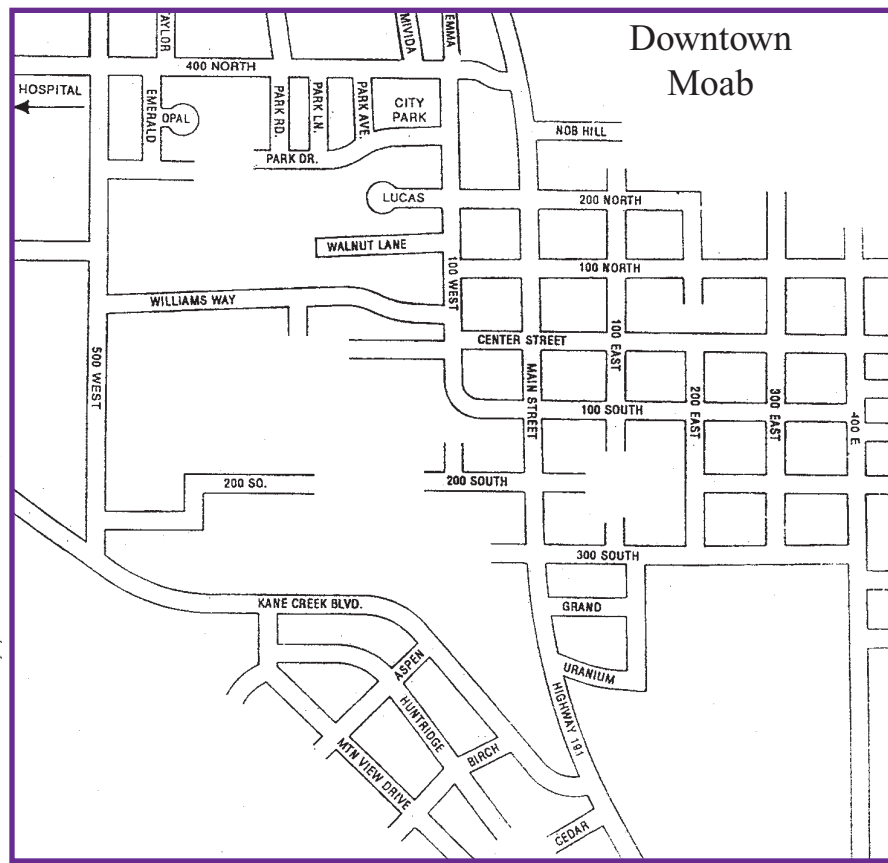 Downtown
Moab
TAYLOR
MIVIDA
EMMA
400 NORTH
HOSPITAL
EMERALD
OPAL
PARK RD.
PARK LN.
PARK AVE.
CITY
PARK
NOB HILL
PARK DR.
LUCAS
200 NORTH
WALNUT LANE
100 WEST
100 NORTH
WILLIAMS WAY
CENTER STREET
100 EAST
500 WEST
MAIN STREET
100 SOUTH
200 EAST
300 EAST
400 E.
200 SO.
200 SOUTH
300 SOUTH
KANE CREEK BLVD.
GRAND
ASPEN
URANIUM
HUNTRIDGE
HIGHWAY 191
BIRCH
MTN VIEW DRIVE
CEDAR